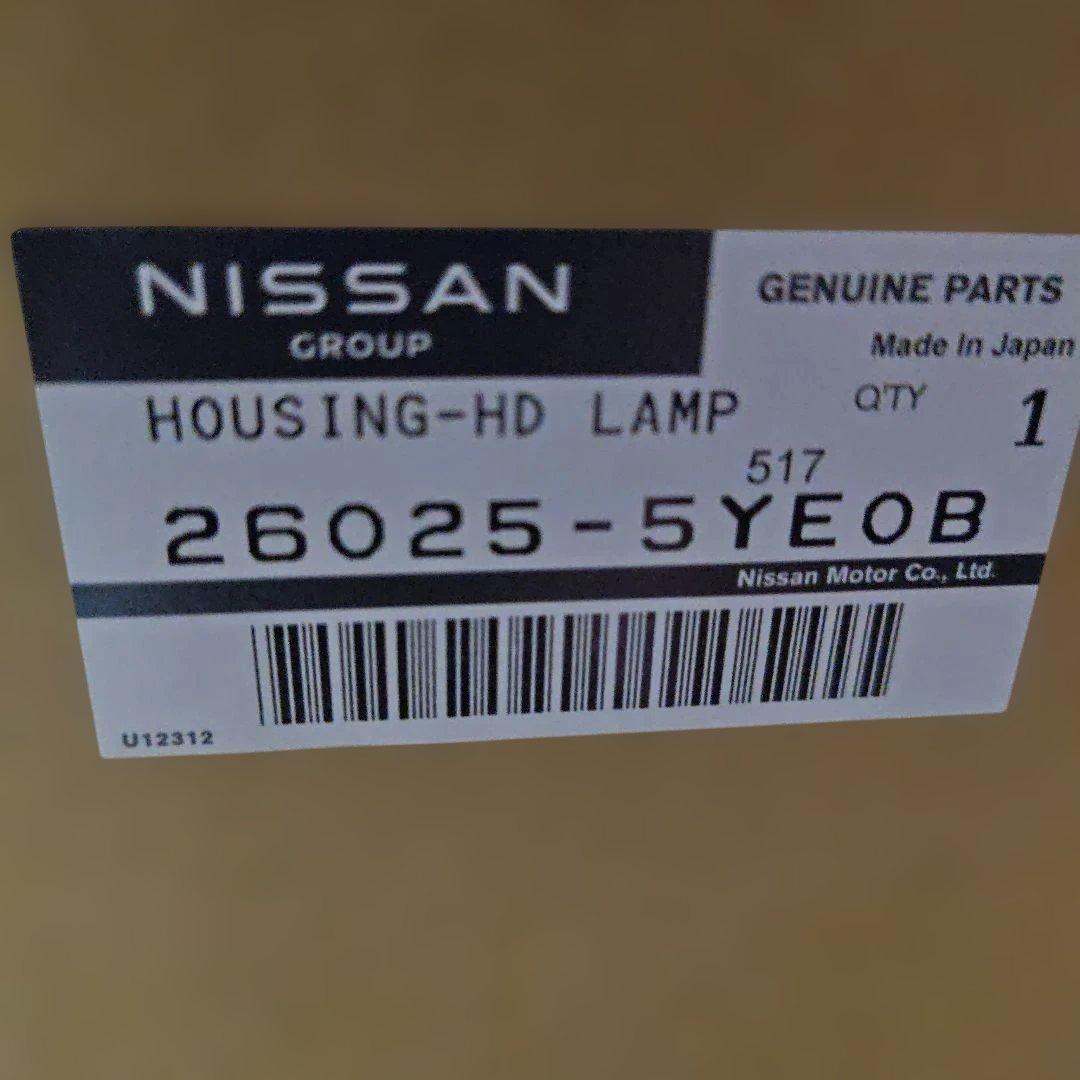 NISSAN
GROUP
GENUINE PARTS
Made In Japan
HOUSING-HD LAMP
Q'TY 1
517
26025-5YE0B
Nissan Motor Co., Ltd.
U12312